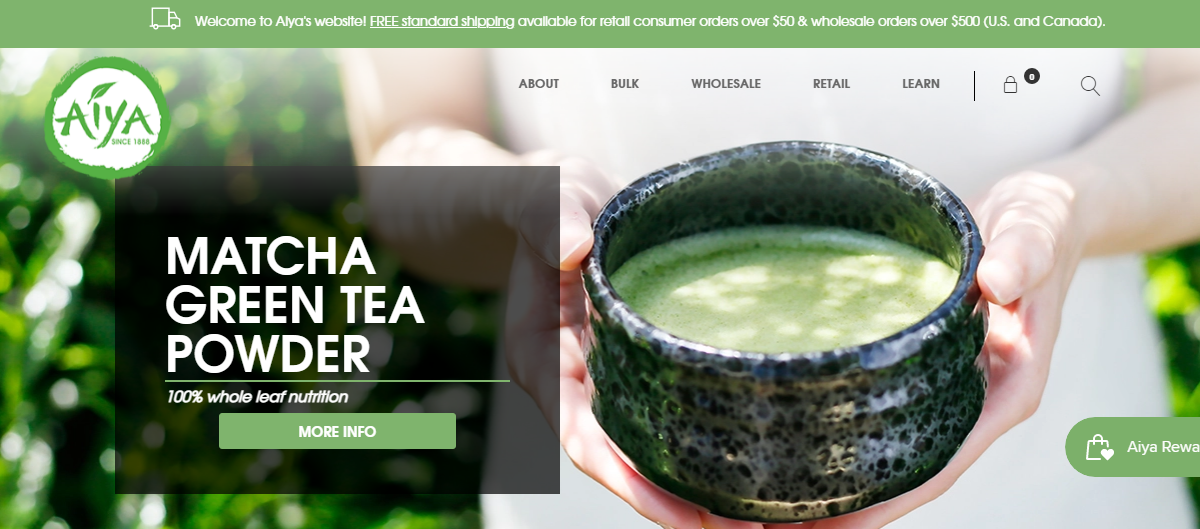 Welcome to Aiya's website! FREE standard shipping available for retail consumer orders over $50 & wholesale orders over $500 (U.S. and Canada).
AIYA
SINCE 1888
ABOUT BULK WHOLESALE RETAIL LEARN 0
MATCHA
GREEN TEA
POWDER
100% whole leaf nutrition
MORE INFO
Aiya Rewa